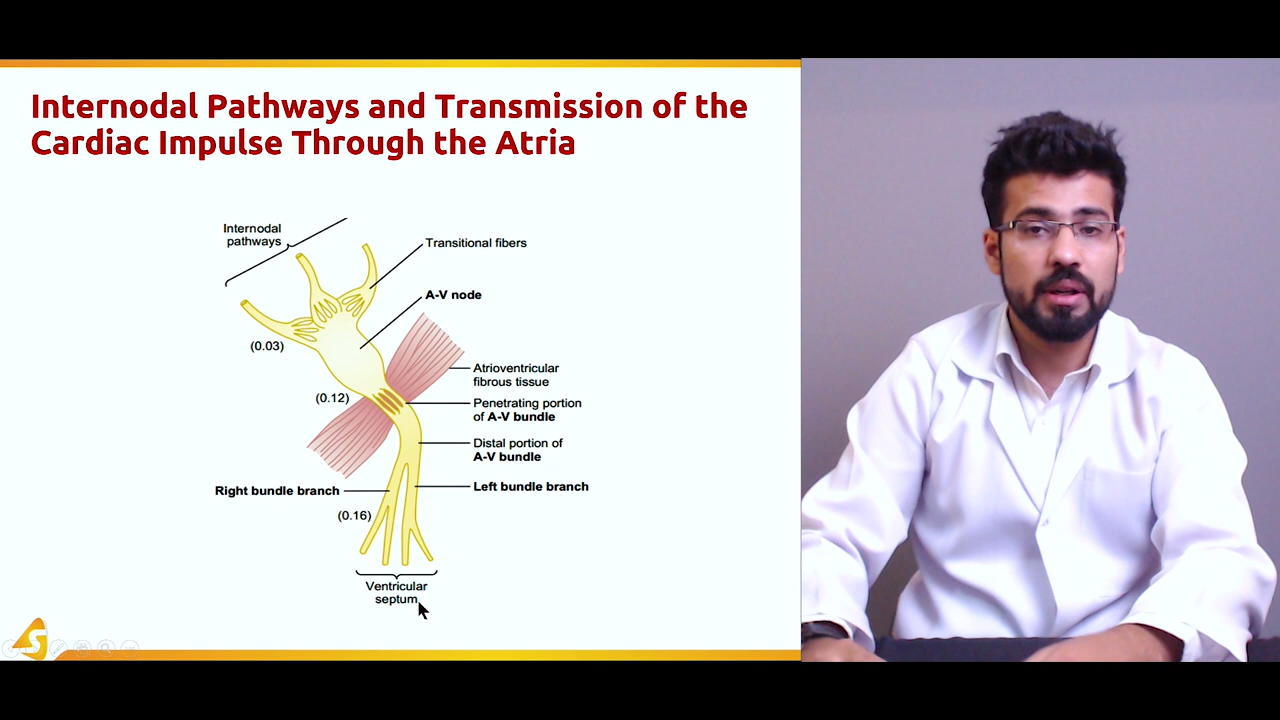 Internodal Pathways and Transmission of the
Cardiac Impulse Through the Atria
Internodal
pathways
Transitional fibers
A-V node
(0.03)
Atrioventricular
fibrous tissue
(0.12)
Penetrating portion
of A-V bundle
Distal portion of
A-V bundle
Right bundle branch
Left bundle branch
(0.16)
Ventricular
septum
S